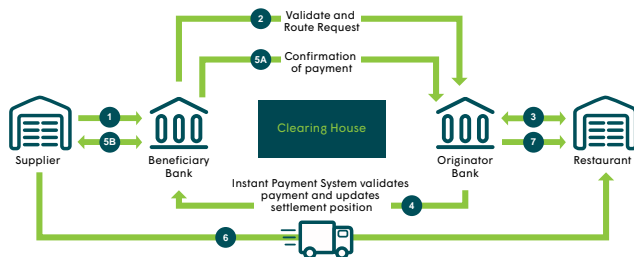 2
Validate and
Route Request
5A
Confirmation
of payment
1
5B
Clearing House
3
7
Supplier
Beneficiary
Bank
Originator
Bank
Restaurant
Instant Payment System validates
payment and updates
settlement position
4
6